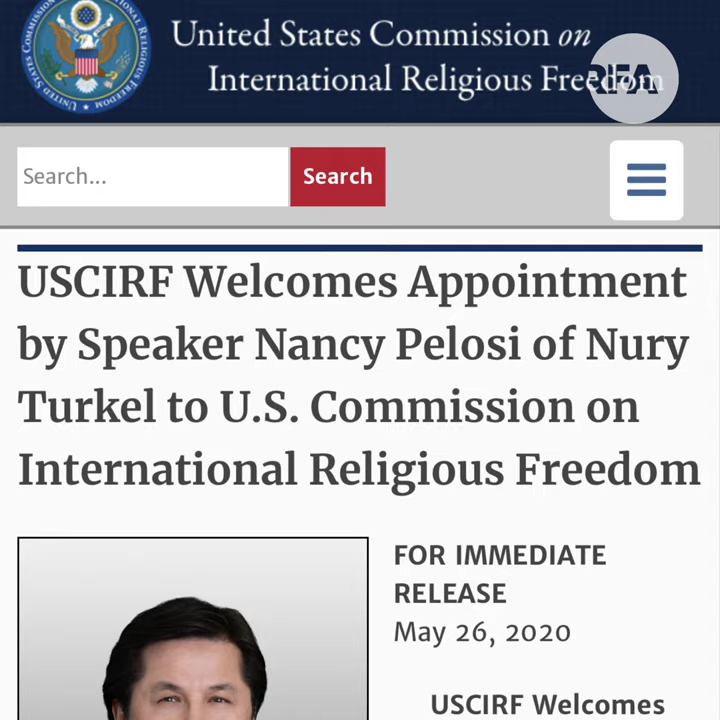 United States Commission on
International Religious Freedom
RFA
Search...
Search
USCIRF Welcomes Appointment
by Speaker Nancy Pelosi of Nury
Turkel to U.S. Commission on
International Religious Freedom
FOR IMMEDIATE
RELEASE
May 26, 2020
USCIRF Welcomes